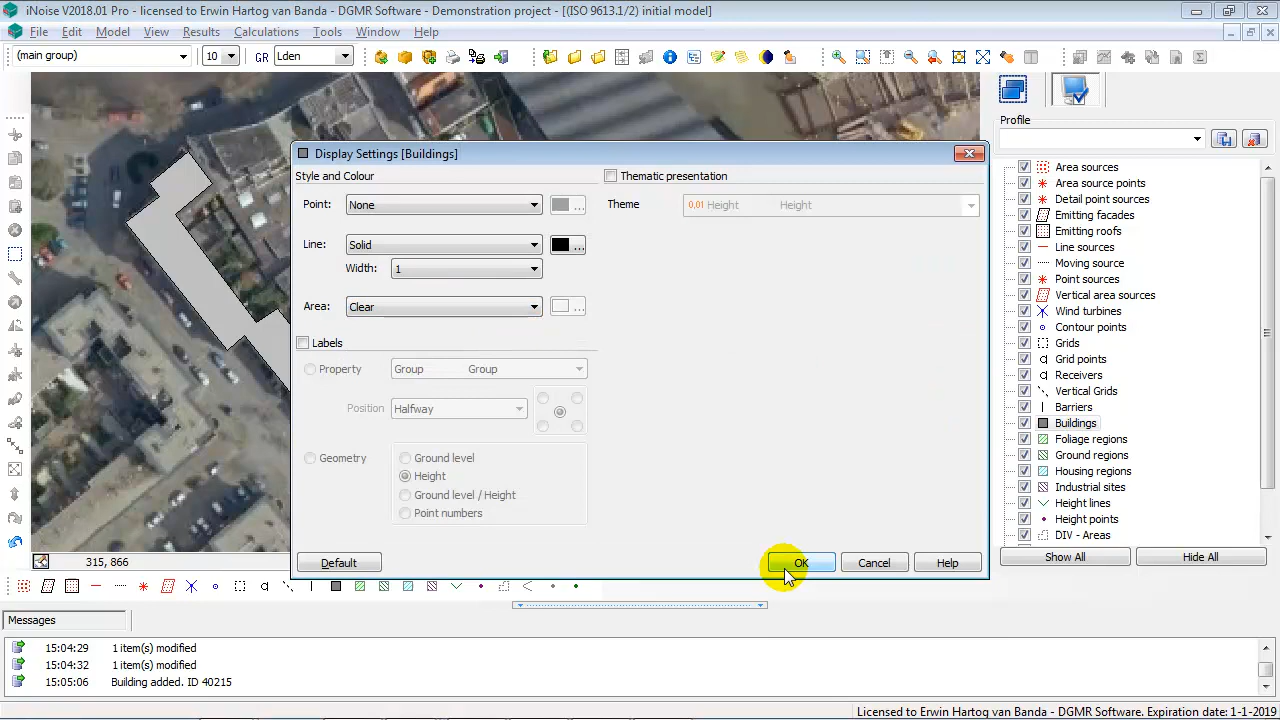 iNoise V2018.01 Pro - licensed to Erwin Hartog van Banda - DGMR Software - Demonstration project - [(ISO 9613.1/2) initial model]
File Edit Model View Results Calculations Tools Window Help
(main group) 10 GR Lden
Profile
Display Settings [Buildings]
Style and Colour
Thematic presentation
Point: None ...
Theme 0,01 Height Height
Line: Solid ...
Width: 1
Area: Clear ...
Labels
Property Group Group
Position Halfway
Geometry Ground level
Height
Ground level / Height
Point numbers
Default OK Cancel Help
Area sources
Area source points
Detail point sources
Emitting facades
Emitting roofs
Line sources
Moving source
Point sources
Vertical area sources
Wind turbines
Contour points
Grids
Grid points
Receivers
Vertical Grids
Barriers
Buildings
Foliage regions
Ground regions
Housing regions
Industrial sites
Height lines
Height points
DIV - Areas
Show All Hide All
315, 866
Messages
15:04:29 1 item(s) modified
15:04:32 1 item(s) modified
15:05:06 Building added. ID 40215
Licensed to Erwin Hartog van Banda - DGMR Software. Expiration date: 1-1-2019